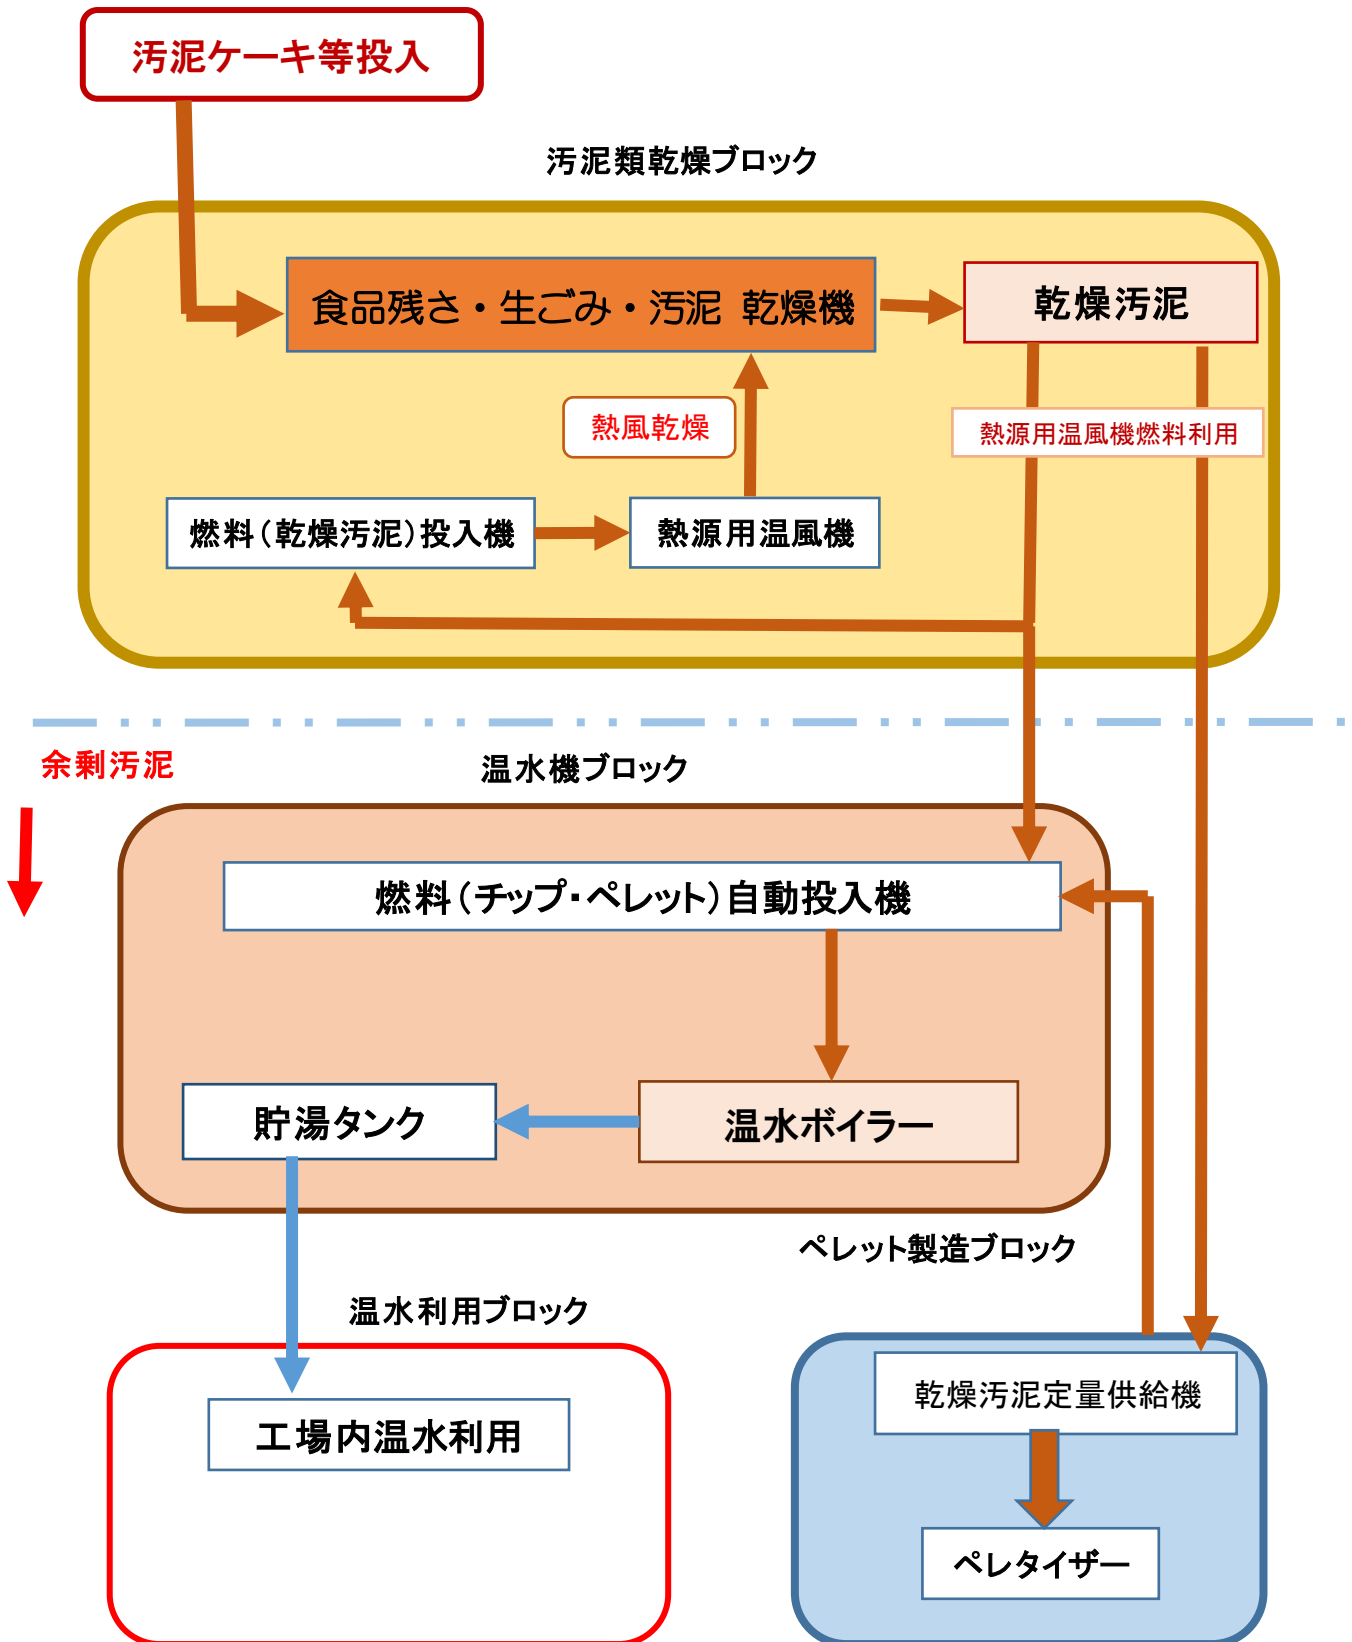 汚泥ケーキ等投入
汚泥類乾燥ブロック
食品残さ・生ごみ・汚泥 乾燥機
乾燥汚泥
熱風乾燥
熱源用温風機燃料利用
燃料（乾燥汚泥）投入機
熱源用温風機
余剰汚泥
温水機ブロック
燃料（チップ・ペレット）自動投入機
貯湯タンク
温水ボイラー
ペレット製造ブロック
温水利用ブロック
乾燥汚泥定量供給機
工場内温水利用
ペレタイザー